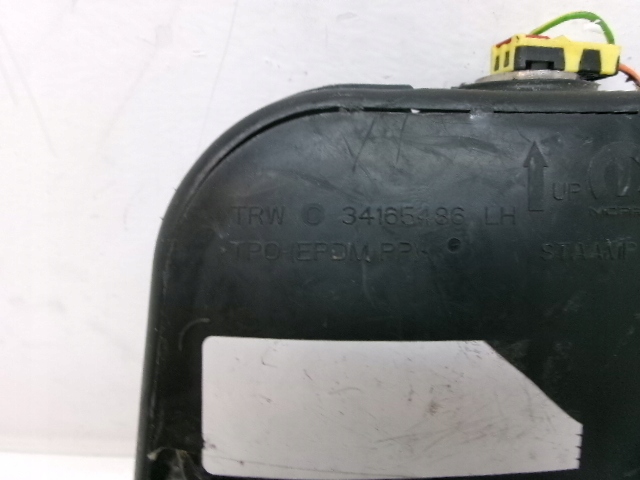 TRW 34165486 LH
UP
TPO (EPDM PP)